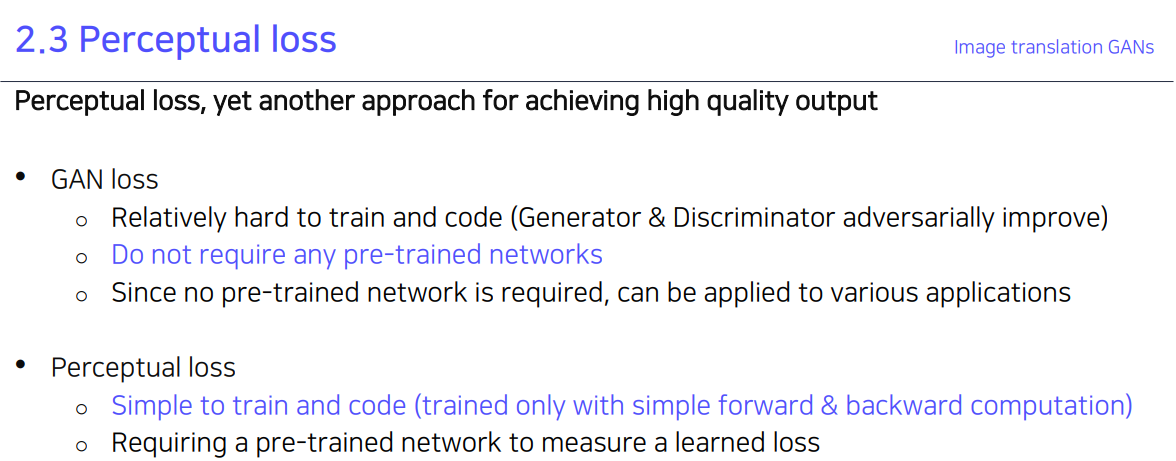 2.3 Perceptual loss
Image translation GANs
Perceptual loss, yet another approach for achieving high quality output
• GAN loss
○ Relatively hard to train and code (Generator & Discriminator adversarially improve)
○ Do not require any pre-trained networks
○ Since no pre-trained network is required, can be applied to various applications
• Perceptual loss
○ Simple to train and code (trained only with simple forward & backward computation)
○ Requiring a pre-trained network to measure a learned loss